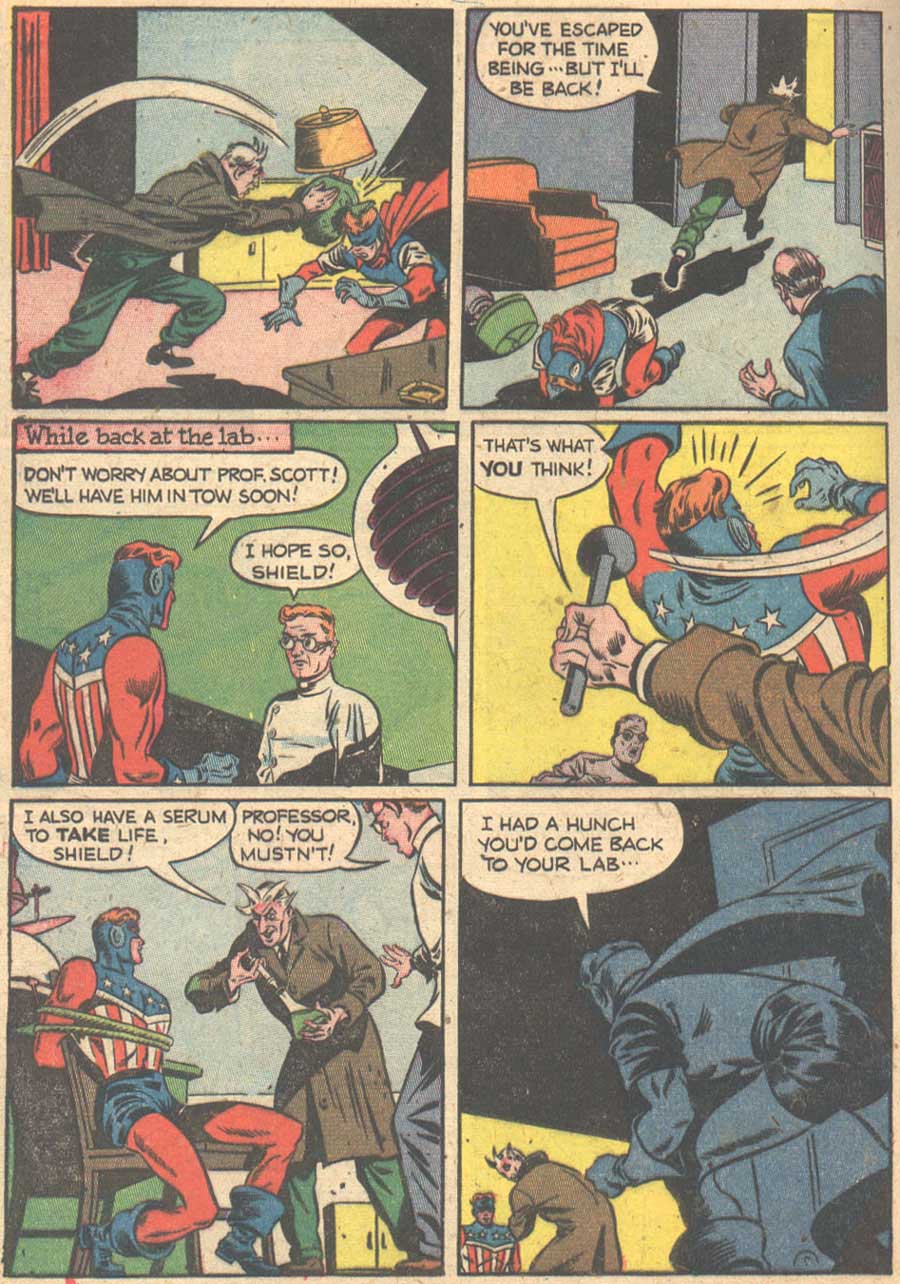 YOU'VE ESCAPED
FOR THE TIME
BEING...BUT I'LL
BE BACK!
While back at the lab...
DON'T WORRY ABOUT PROF. SCOTT!
WE'LL HAVE HIM IN TOW SOON!
I HOPE SO,
SHIELD!
THAT'S WHAT
YOU THINK!
I ALSO HAVE A SERUM
TO TAKE LIFE,
SHIELD!
PROFESSOR,
NO! YOU
MUSTN'T!
I HAD A HUNCH
YOU'D COME BACK
TO YOUR LAB...